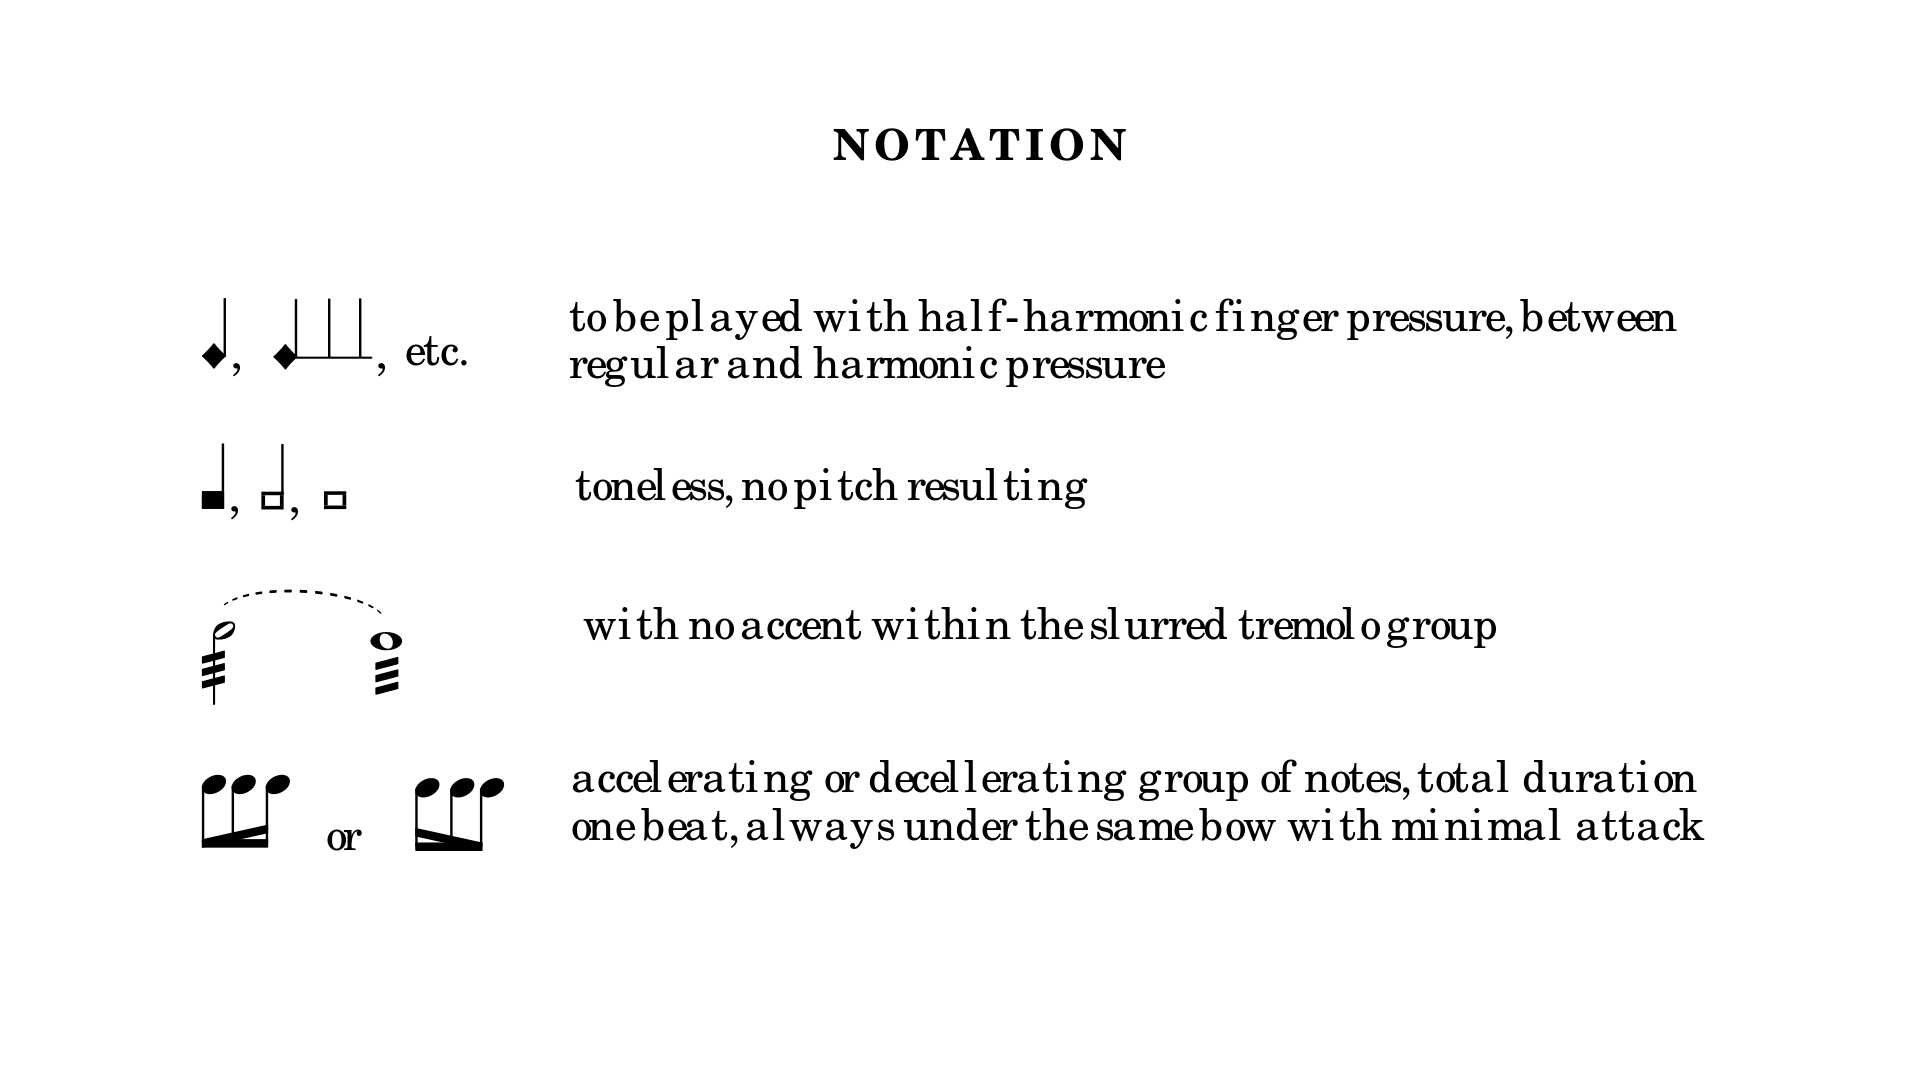 NOTATION
, , etc.
to be played with half-harmonic finger pressure, between
regular and harmonic pressure
, ,
toneless, no pitch resulting
with no accent within the slurred tremolo group
or
accelerating or decellerating group of notes, total duration
one beat, always under the same bow with minimal attack